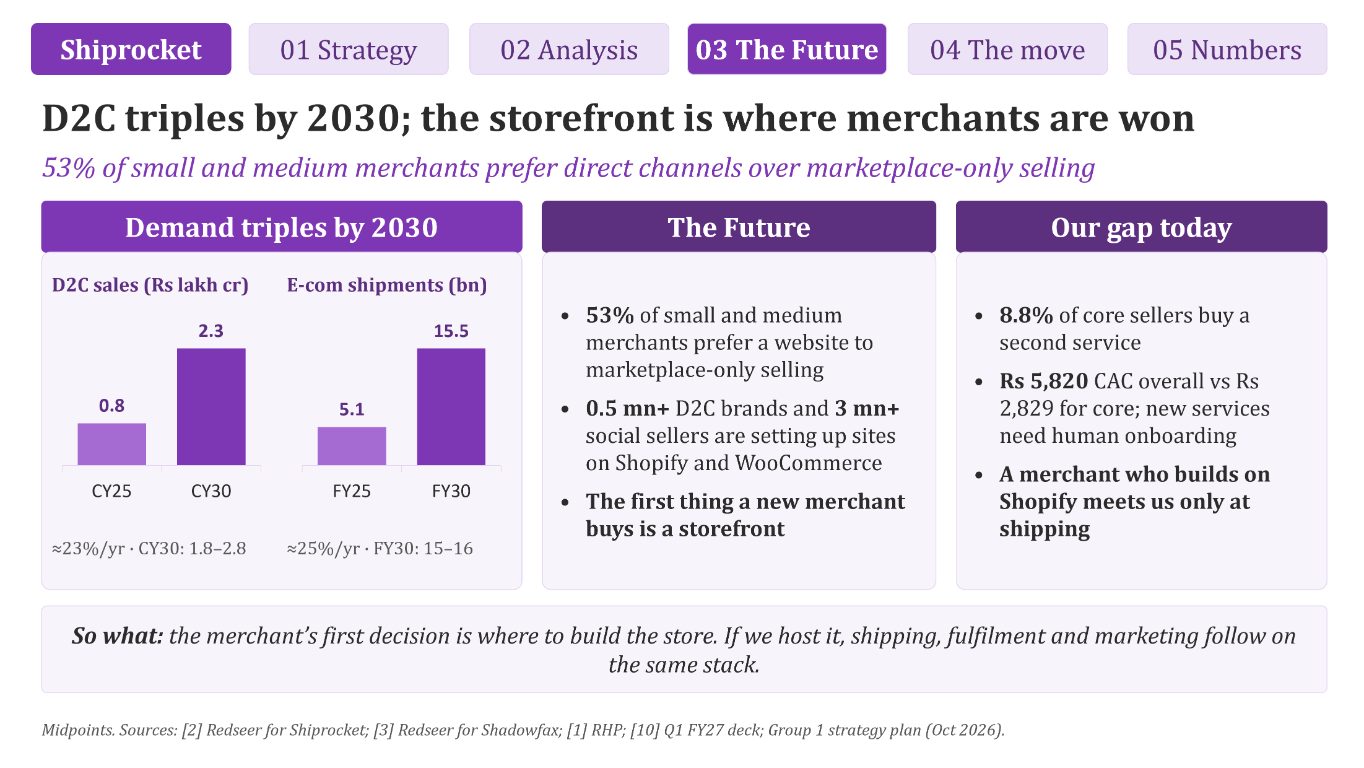 Shiprocket
01 Strategy
02 Analysis
03 The Future
04 The move
05 Numbers
D2C triples by 2030; the storefront is where merchants are won
53% of small and medium merchants prefer direct channels over marketplace-only selling
Demand triples by 2030
D2C sales (Rs lakh cr)
2.3
0.8
CY25
CY30
≈23%/yr · CY30: 1.8–2.8
E-com shipments (bn)
15.5
5.1
FY25
FY30
≈25%/yr · FY30: 15–16
The Future
• 53% of small and medium
merchants prefer a website to
marketplace-only selling
• 0.5 mn+ D2C brands and 3 mn+
social sellers are setting up sites
on Shopify and WooCommerce
• The first thing a new merchant
buys is a storefront
Our gap today
• 8.8% of core sellers buy a
second service
• Rs 5,820 CAC overall vs Rs
2,829 for core; new services
need human onboarding
• A merchant who builds on
Shopify meets us only at
shipping
So what: the merchant’s first decision is where to build the store. If we host it, shipping, fulfilment and marketing follow on
the same stack.
Midpoints. Sources: [2] Redseer for Shiprocket; [3] Redseer for Shadowfax; [1] RHP; [10] Q1 FY27 deck; Group 1 strategy plan (Oct 2026).